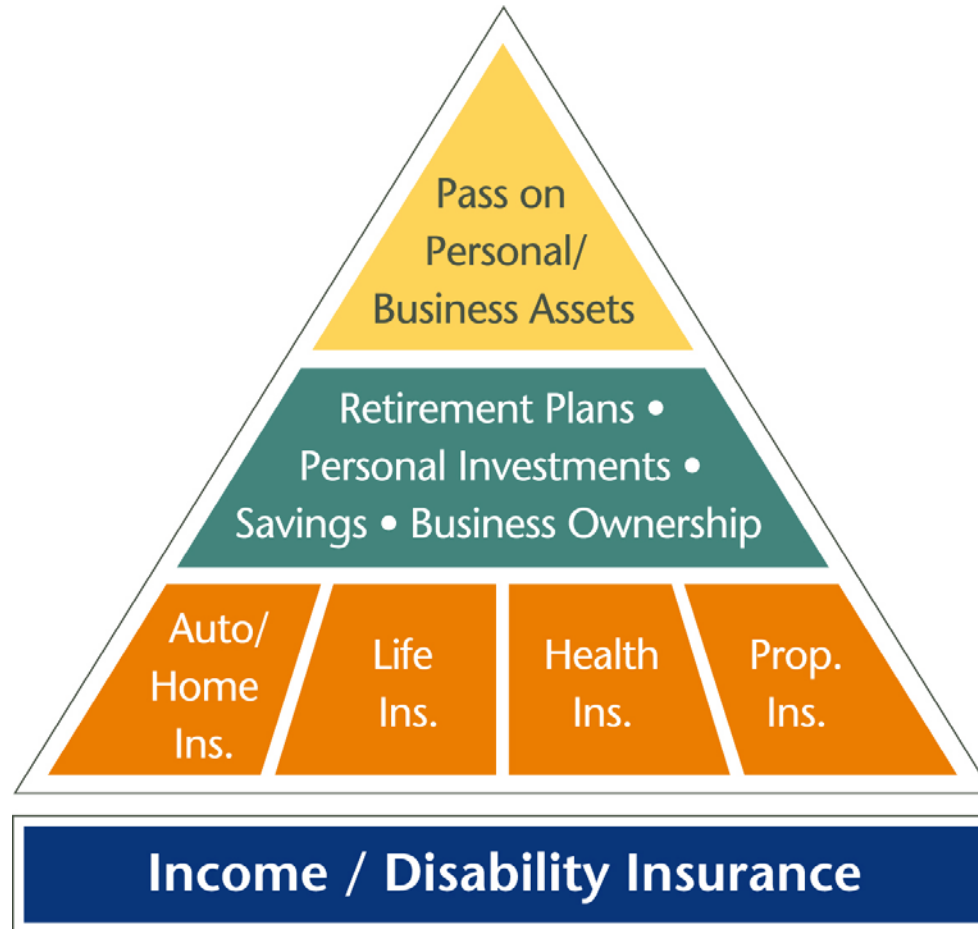 Pass on
Personal/
Business Assets
Retirement Plans •
Personal Investments •
Savings • Business Ownership
Auto/
Home
Ins.
Life
Ins.
Health
Ins.
Prop.
Ins.
Income / Disability Insurance